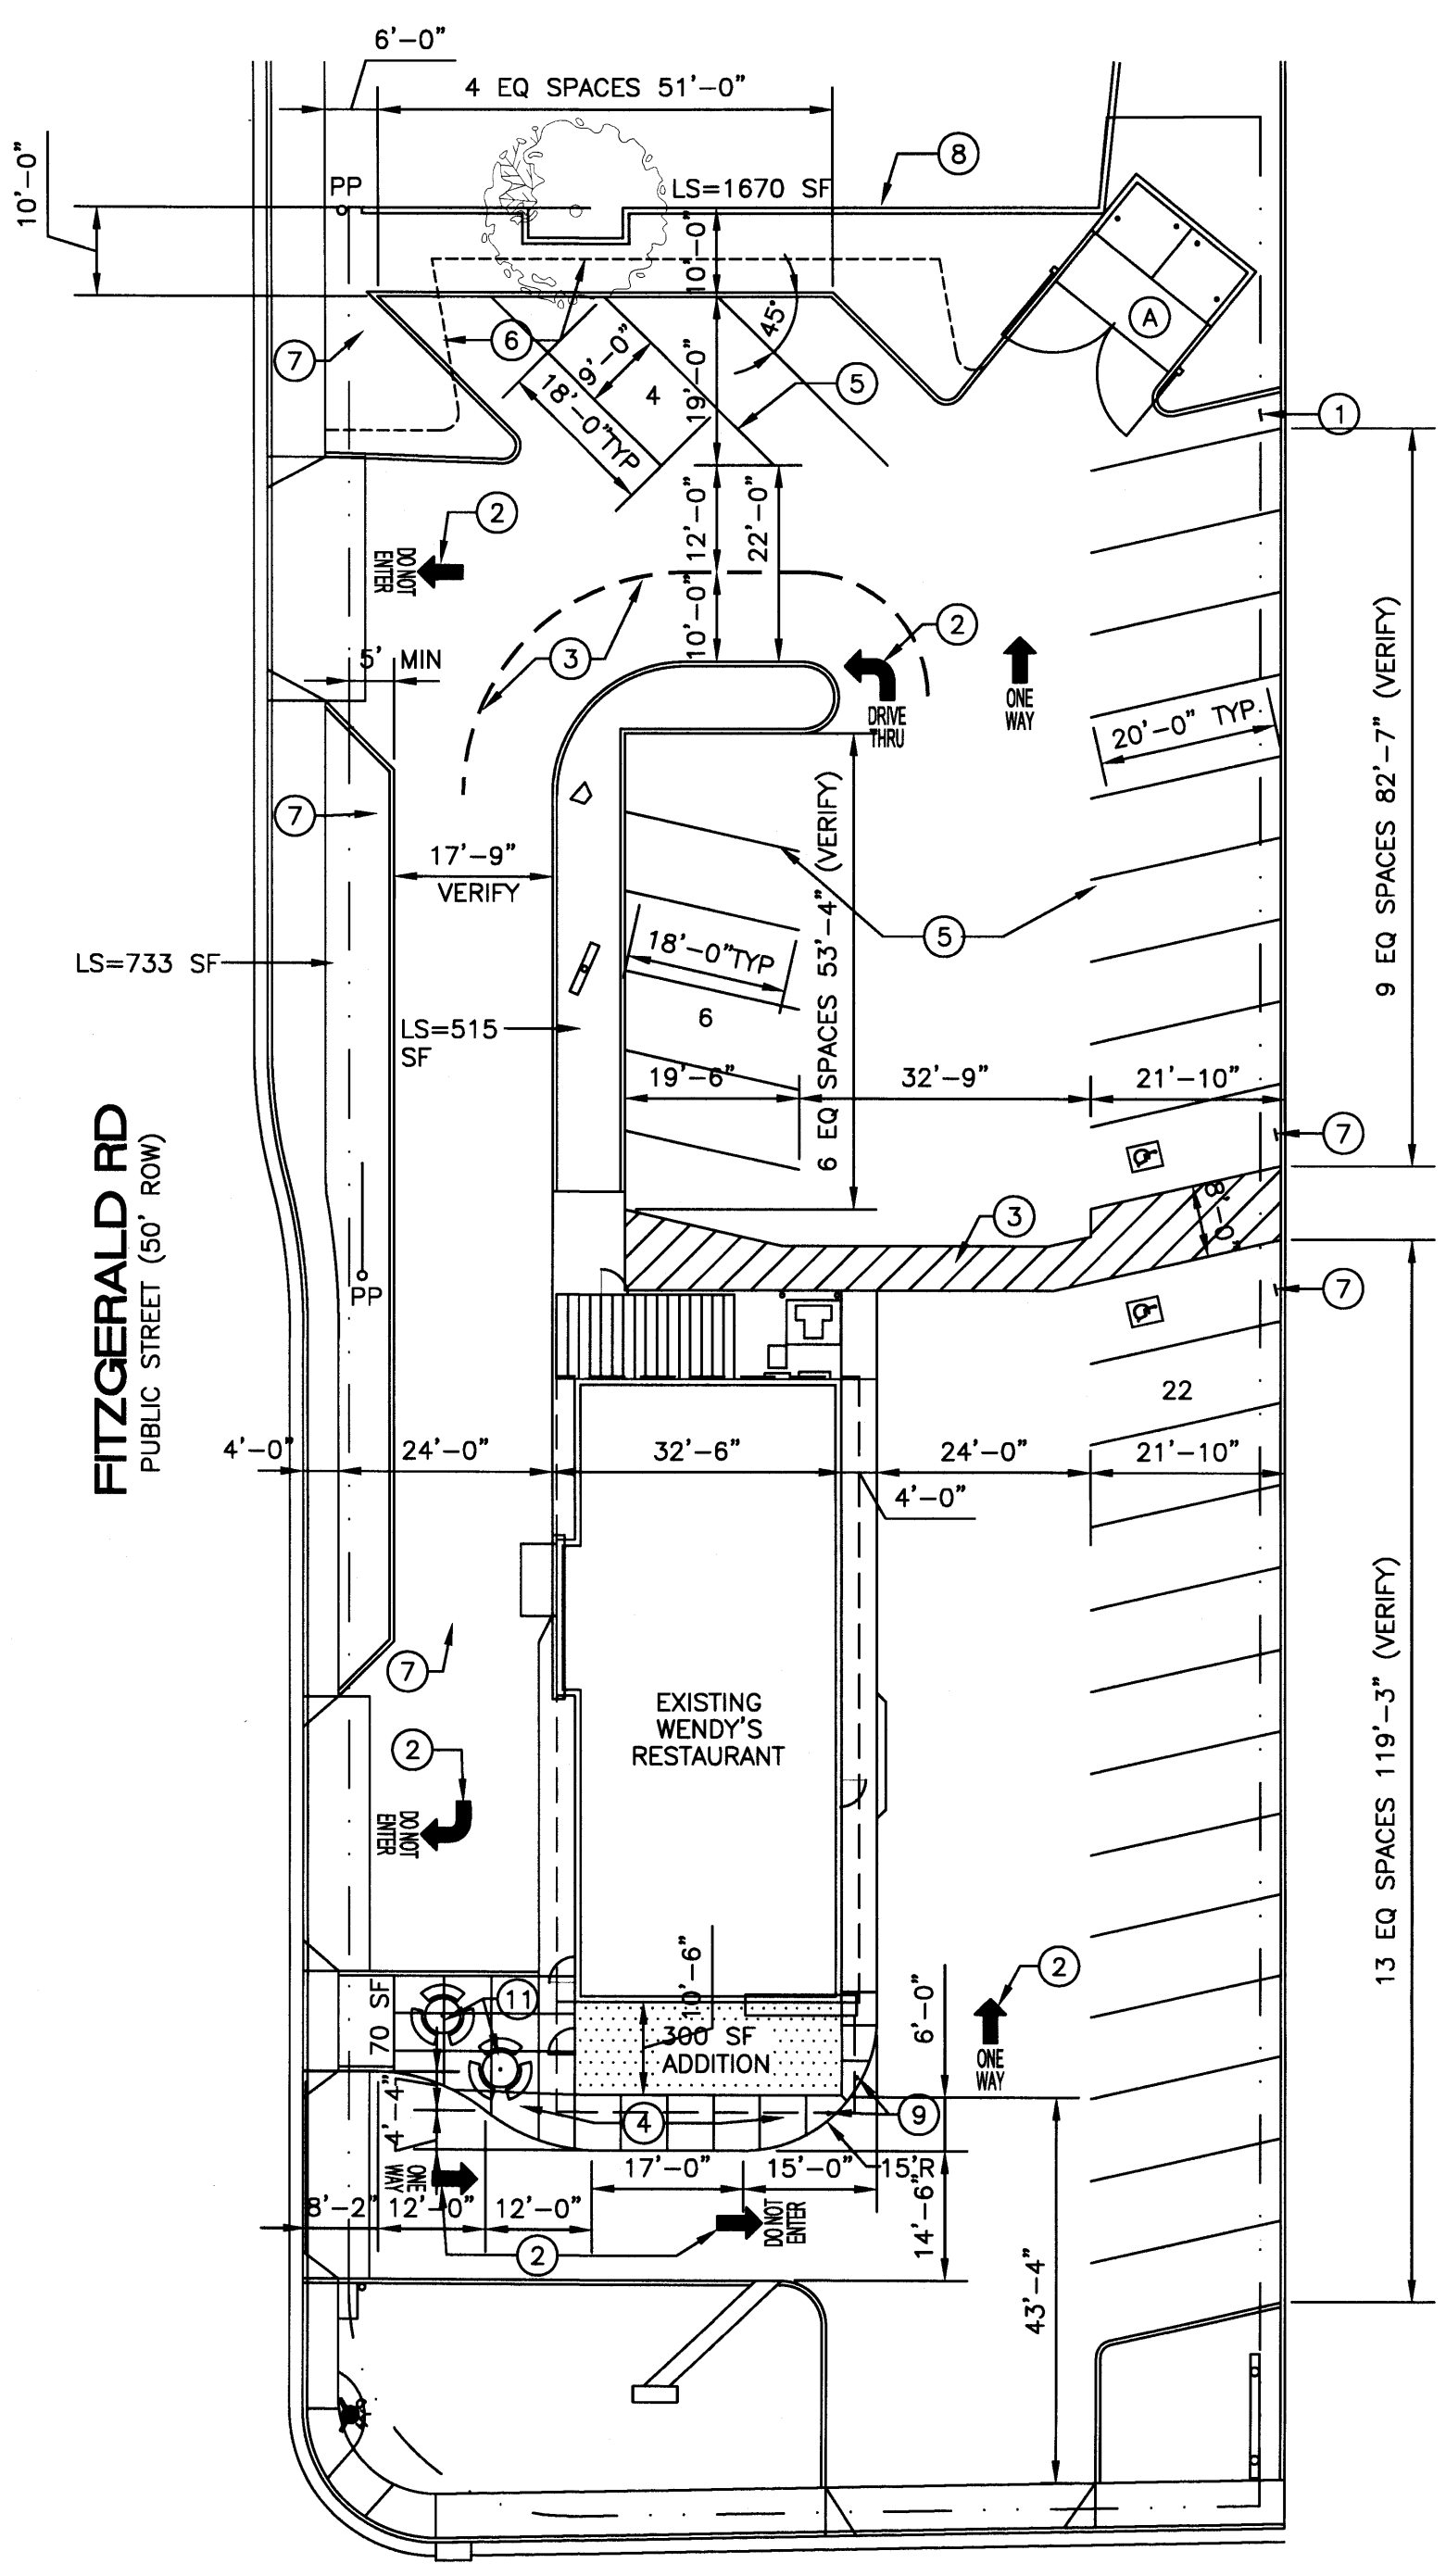 6'-0"
4 EQ SPACES 51'-0"
10'-0"
8
PP
LS=1670 SF
10'-0"
A
45°
7
6
9'-0"
4
19'-0"
5
18'-0"TYP
1
2
DO NOT
ENTER
12'-0"
22'-0"
10'-0"
3
2
5' MIN
DRIVE
THRU
ONE
WAY
20'-0" TYP.
9 EQ SPACES 82'-7" (VERIFY)
7
17'-9"
VERIFY
6 EQ SPACES 53'-4" (VERIFY)
5
LS=733 SF
18'-0"TYP
LS=515
SF
6
19'-6"
32'-9"
21'-10"
7
FITZGERALD RD
PUBLIC STREET (50' ROW)
8'-0"
3
PP
7
22
4'-0"
24'-0"
32'-6"
24'-0"
21'-10"
4'-0"
7
EXISTING
WENDY'S
RESTAURANT
2
DO NOT
ENTER
13 EQ SPACES 119'-3" (VERIFY)
10'-6"
2
70 SF
11
6'-0"
300 SF
ADDITION
ONE
WAY
4'-4"
4
9
ONE
WAY
17'-0"
15'-0"
15'R
8'-2"
12'-0"
12'-0"
DO NOT
ENTER
14'-6"
2
43'-4"